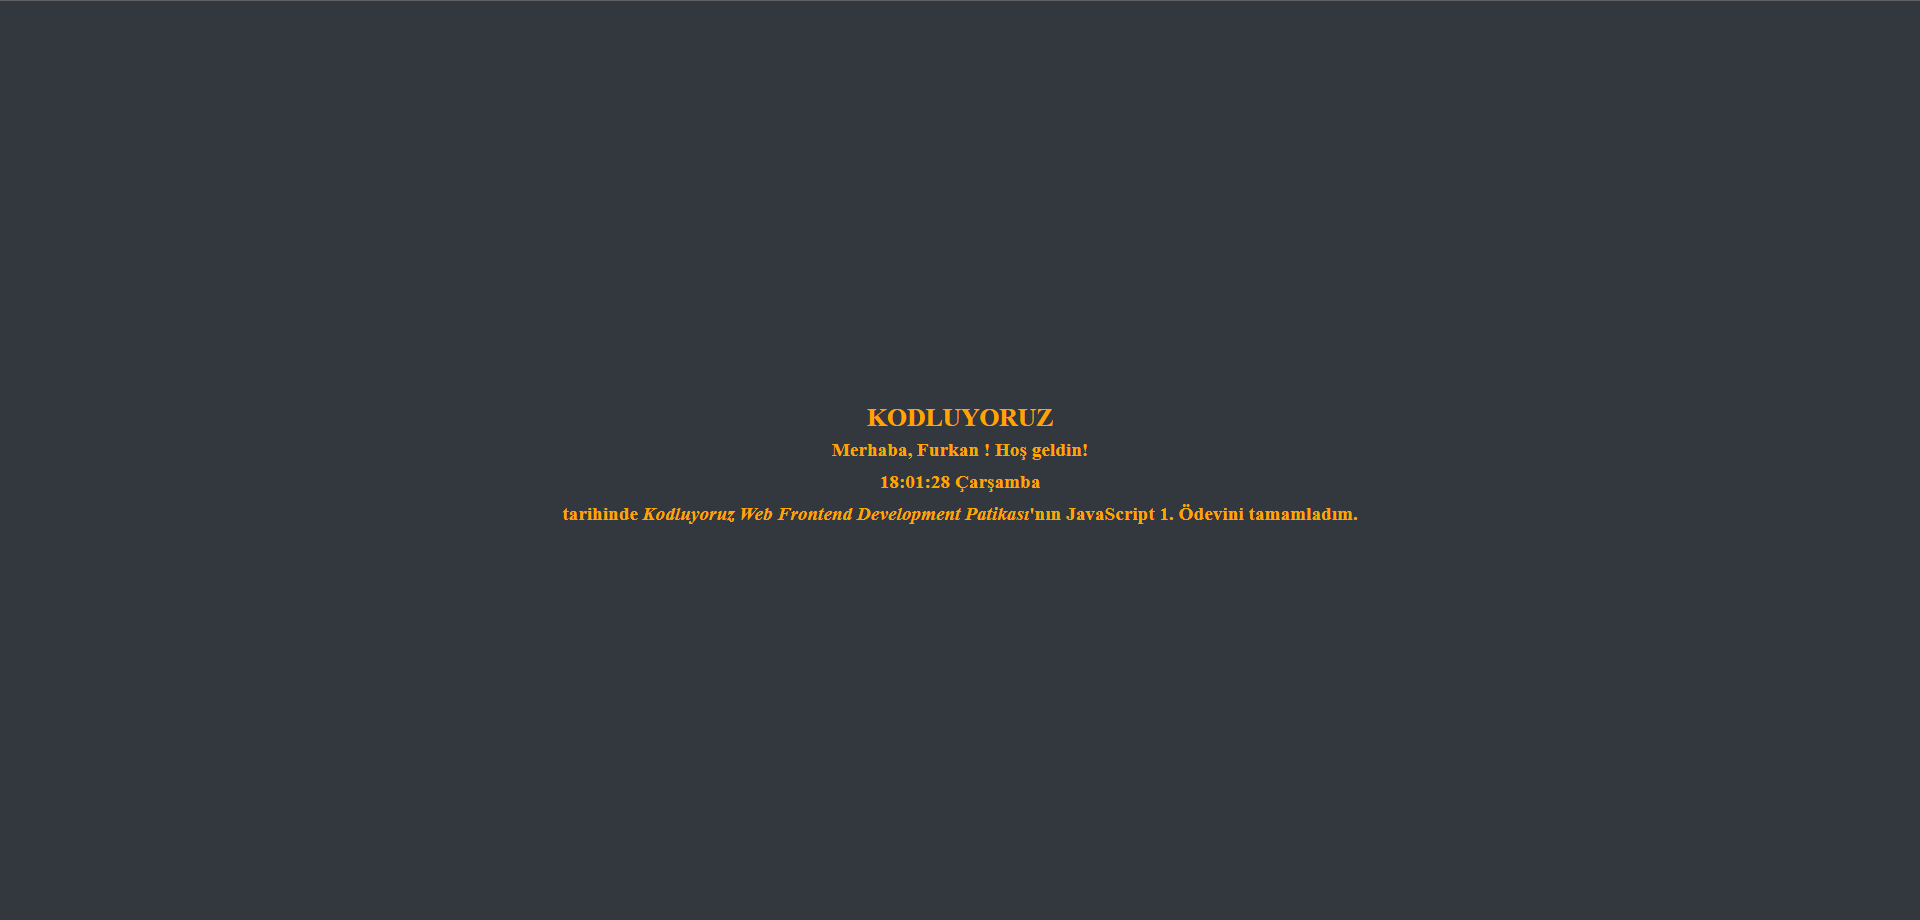 KODLUYORUZ
Merhaba, Furkan ! Hoş geldin!
18:01:28 Çarşamba
tarihinde Kodluyoruz Web Frontend Development Patikası'nın JavaScript 1. Ödevini tamamladım.